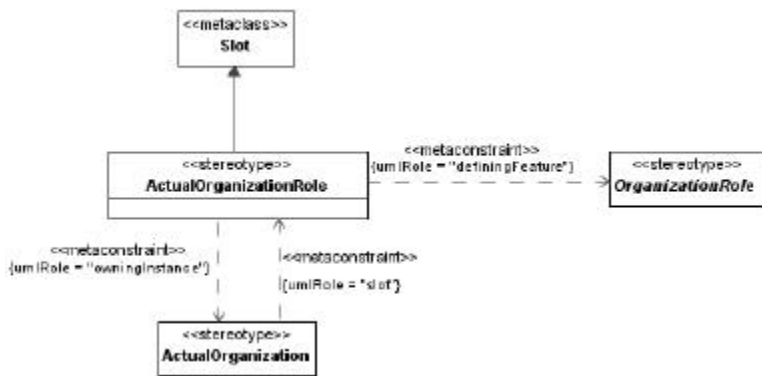 <<metaclass>>
Slot
<<metaconstraint>>
{umlRole = "definingFeature"}
<<stereotype>>
ActualOrganizationRole
<<stereotype>>
OrganizationRole
<<metaconstraint>>
{umlRole = "owningInstance"}
<<metaconstraint>>
{umlRole = "slot"}
<<stereotype>>
ActualOrganization